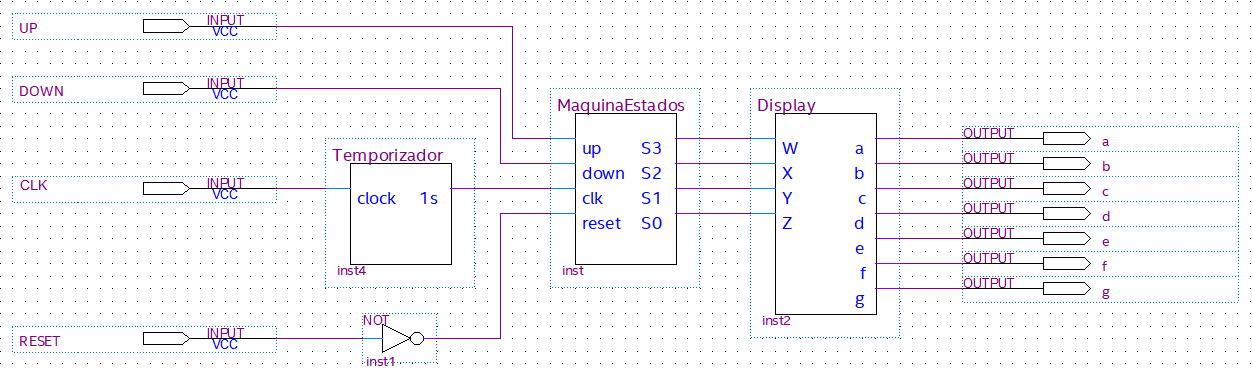 UP
INPUT
VCC
DOWN
INPUT
VCC
CLK
INPUT
VCC
RESET
INPUT
VCC
Temporizador
clock 1s
inst4
NOT
inst1
MaquinaEstados
up S3
down S2
clk S1
reset S0
inst
Display
W a
X b
Y c
Z d
e
f
g
inst2
OUTPUT a
OUTPUT b
OUTPUT c
OUTPUT d
OUTPUT e
OUTPUT f
OUTPUT g